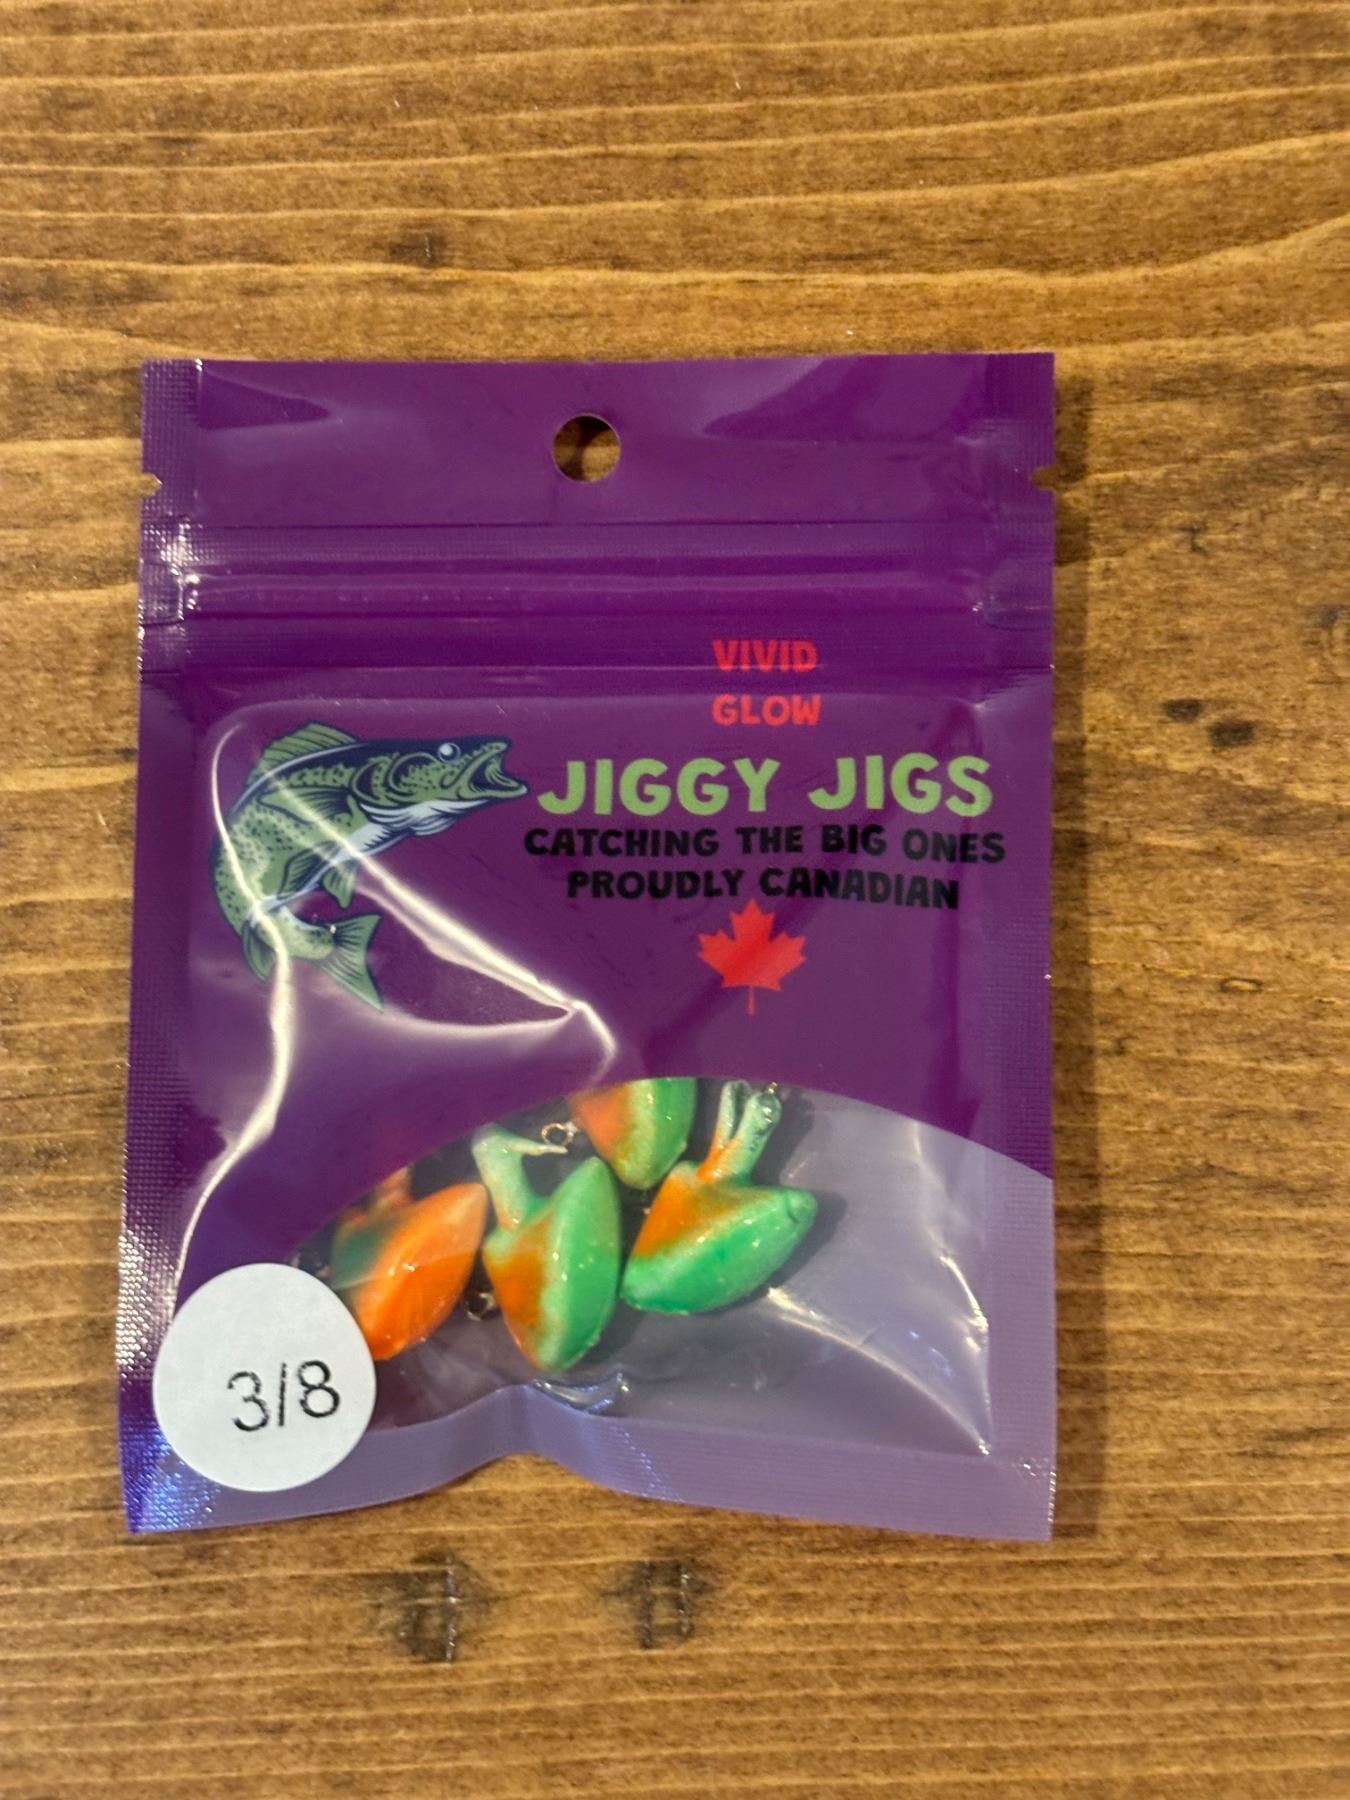 VIVID
GLOW
JIGGY JIGS
CATCHING THE BIG ONES
PROUDLY CANADIAN
3/8